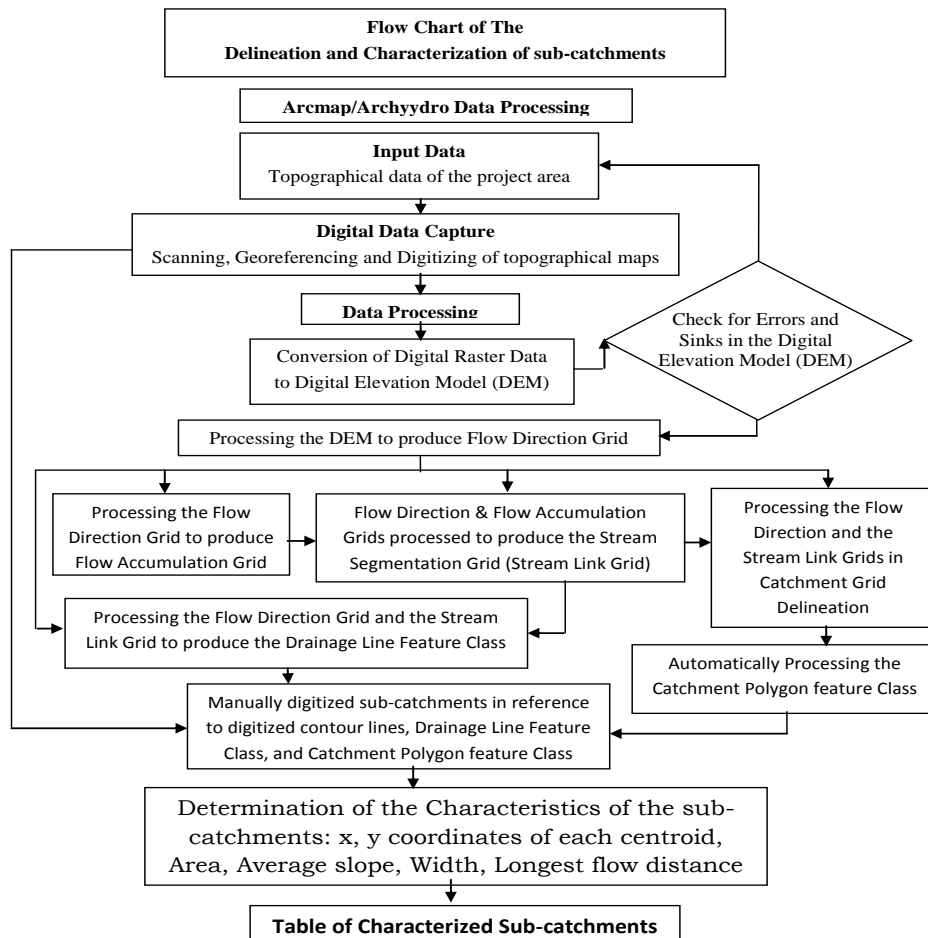 Flow Chart of The
Delineation and Characterization of sub-catchments
Arcmap/Archyydro Data Processing
Input Data
Topographical data of the project area
Digital Data Capture
Scanning, Georeferencing and Digitizing of topographical maps
Data Processing
Conversion of Digital Raster Data
to Digital Elevation Model (DEM)
Check for Errors and
Sinks in the Digital
Elevation Model (DEM)
Processing the DEM to produce Flow Direction Grid
Processing the Flow
Direction Grid to produce
Flow Accumulation Grid
Flow Direction & Flow Accumulation
Grids processed to produce the Stream
Segmentation Grid (Stream Link Grid)
Processing the Flow
Direction and the
Stream Link Grids in
Catchment Grid
Delineation
Processing the Flow Direction Grid and the Stream
Link Grid to produce the Drainage Line Feature Class
Automatically Processing the
Catchment Polygon feature Class
Manually digitized sub-catchments in reference
to digitized contour lines, Drainage Line Feature
Class, and Catchment Polygon feature Class
Determination of the Characteristics of the sub-
catchments: x, y coordinates of each centroid,
Area, Average slope, Width, Longest flow distance
Table of Characterized Sub-catchments